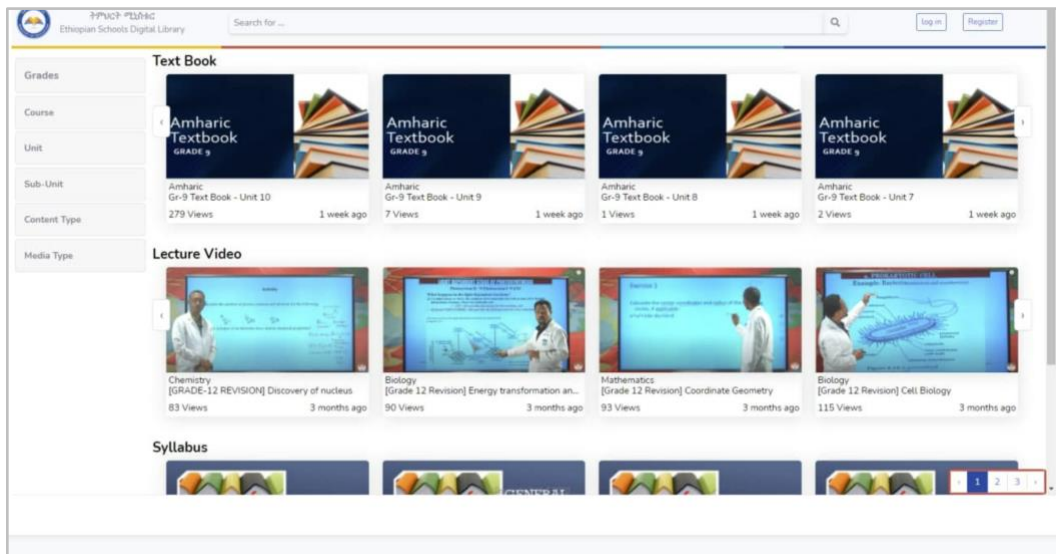 ትምህርት ሚኒስቴር
Ethiopian Schools Digital Library
Search for ...
log in
Register
Grades
Course
Unit
Sub-Unit
Content Type
Media Type
Text Book
Amharic
Textbook
GRADE 9
Amharic
Gr-9 Text Book - Unit 10
279 Views
1 week ago
Amharic
Textbook
GRADE 9
Amharic
Gr-9 Text Book - Unit 9
7 Views
1 week ago
Amharic
Textbook
GRADE 9
Amharic
Gr-9 Text Book - Unit 8
1 Views
1 week ago
Amharic
Textbook
GRADE 9
Amharic
Gr-9 Text Book - Unit 7
2 Views
1 week ago
Lecture Video
Chemistry
[GRADE-12 REVISION] Discovery of nucleus
83 Views
3 months ago
Biology
[Grade 12 Revision] Energy transformation an...
90 Views
3 months ago
Exercise 3
Mathematics
[Grade 12 Revision] Coordinate Geometry
93 Views
3 months ago
PROKARYOTIC CELL
Biology
[Grade 12 Revision] Cell Biology
115 Views
3 months ago
Syllabus
GENERAL
‹ 1 2 3 ›